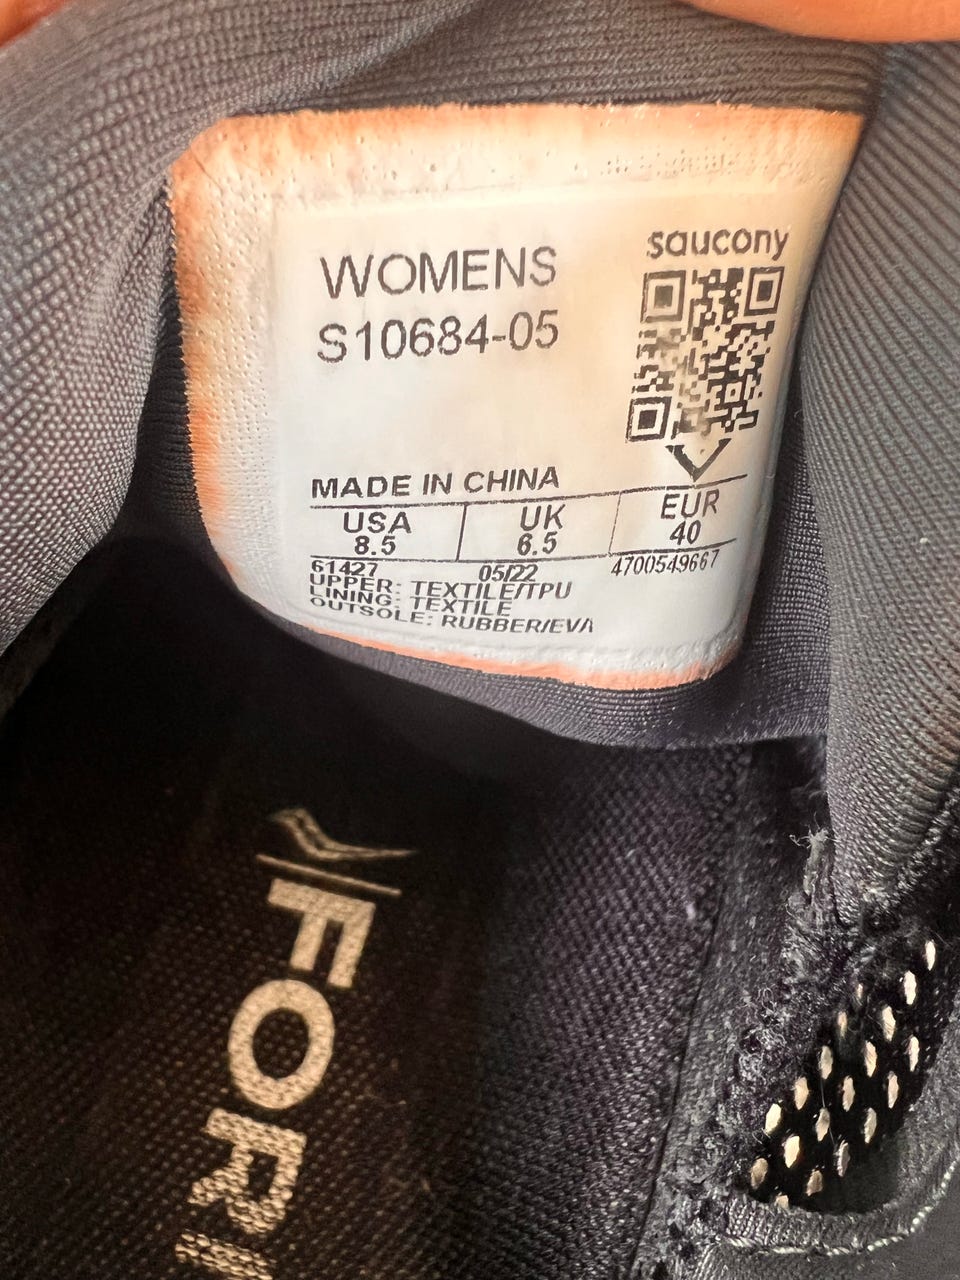 saucony
WOMENS
S10684-05
MADE IN CHINA
USA UK EUR
8.5 6.5 40
61427 05/22 4700549667
UPPER: TEXTILE/TPU
LINING: TEXTILE
OUTSOLE: RUBBER/EVA
FOR